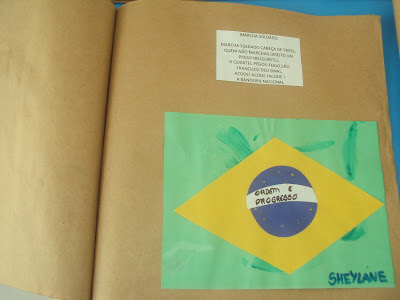 MARCHA SOLDADO
MARCHA SOLDADO CABEÇA DE PAPEL
QUEM NÃO MARCHAR DIREITO VAI
PRESO NO QUARTEL.
O QUARTEL PEGOU FOGO, SÃO
FRANCISCO DEU SINAL.
ACODE! ACODE! ACODE!
A BANDEIRA NACIONAL
ORDEM E
PROGRESSO
SHEYLANE